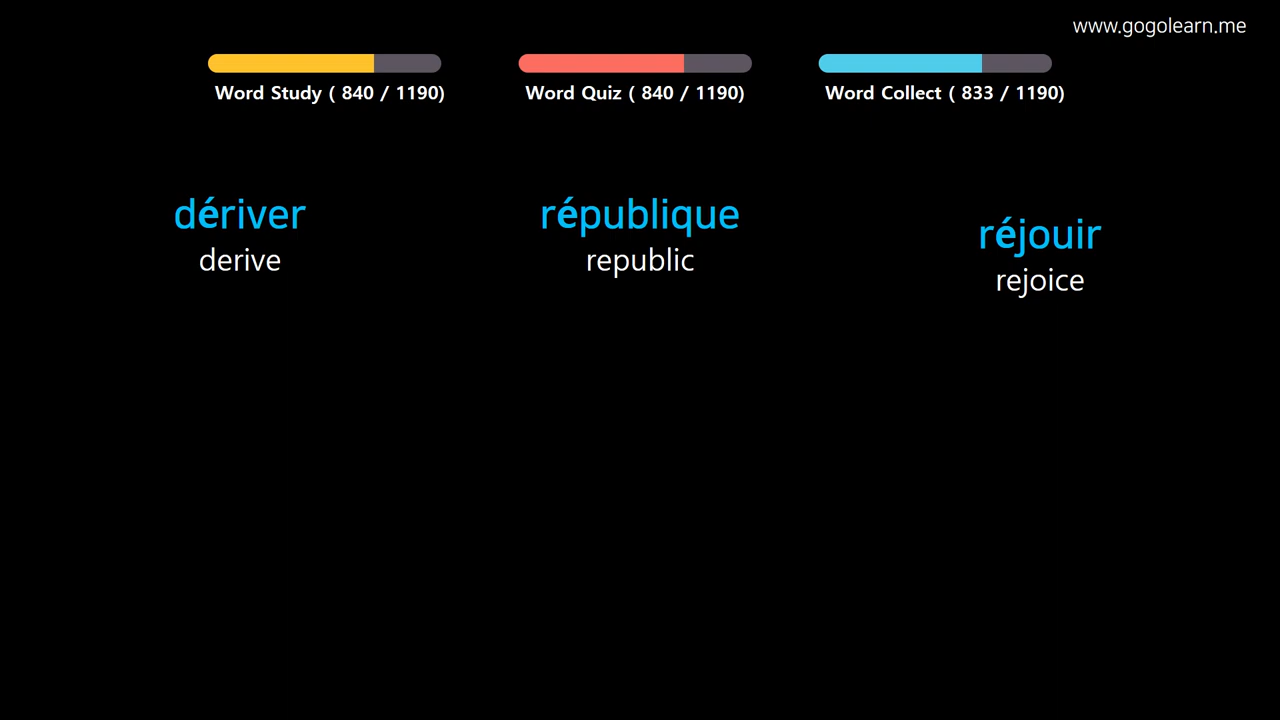 www.gogolearn.me
Word Study ( 840 / 1190)
Word Quiz ( 840 / 1190)
Word Collect ( 833 / 1190)
dériver
derive
république
republic
réjouir
rejoice